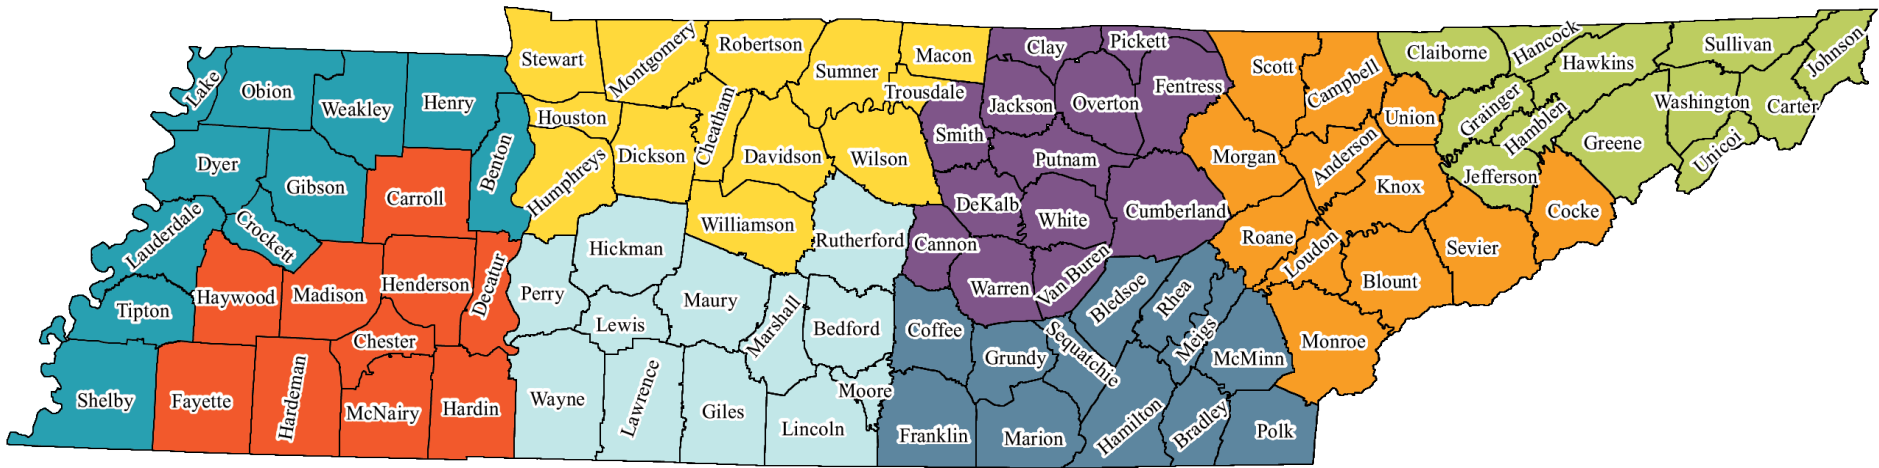 Lake
Obion
Weakley
Henry
Benton
Dyer
Gibson
Carroll
Lauderdale
Crockett
Haywood
Madison
Henderson
Decatur
Tipton
Chester
Shelby
Fayette
Hardeman
McNairy
Hardin
Stewart
Montgomery
Robertson
Sumner
Macon
Trousdale
Houston
Humphreys
Dickson
Cheatham
Davidson
Wilson
Williamson
Rutherford
Hickman
Perry
Lewis
Maury
Marshall
Bedford
Wayne
Lawrence
Giles
Lincoln
Moore
Clay
Pickett
Jackson
Overton
Fentress
Smith
Putnam
DeKalb
White
Cumberland
Cannon
Warren
VanBuren
Coffee
Grundy
Sequatchie
Bledsoe
Rhea
Meigs
McMinn
Franklin
Marion
Hamilton
Bradley
Polk
Scott
Campbell
Union
Morgan
Anderson
Knox
Roane
Loudon
Blount
Sevier
Cocke
Monroe
Claiborne
Hancock
Hawkins
Sullivan
Johnson
Grainger
Hamblen
Washington
Carter
Greene
Unicoi
Jefferson